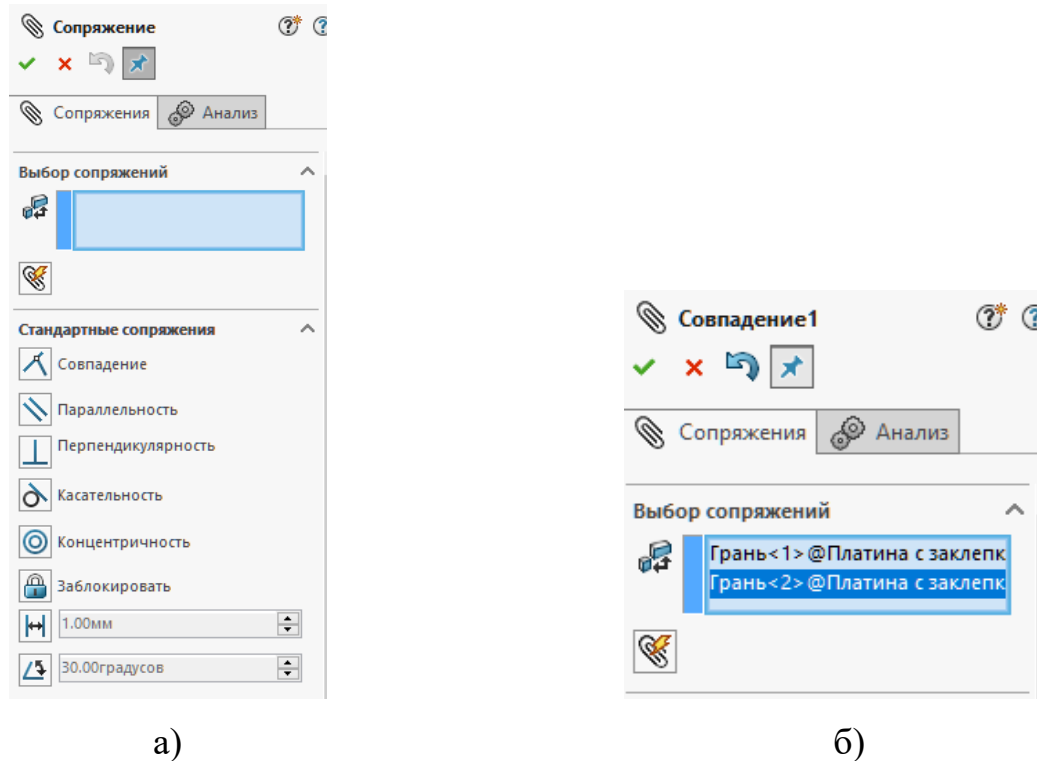 Сопряжение
Сопряжения Анализ
Выбор сопряжений
Стандартные сопряжения
Совпадение
Параллельность
Перпендикулярность
Касательность
Концентричность
Заблокировать
1.00мм
30.00градусов
а)
Совпадение1
Сопряжения Анализ
Выбор сопряжений
Грань<1>@Платина с заклепк
Грань<2>@Платина с заклепк
б)